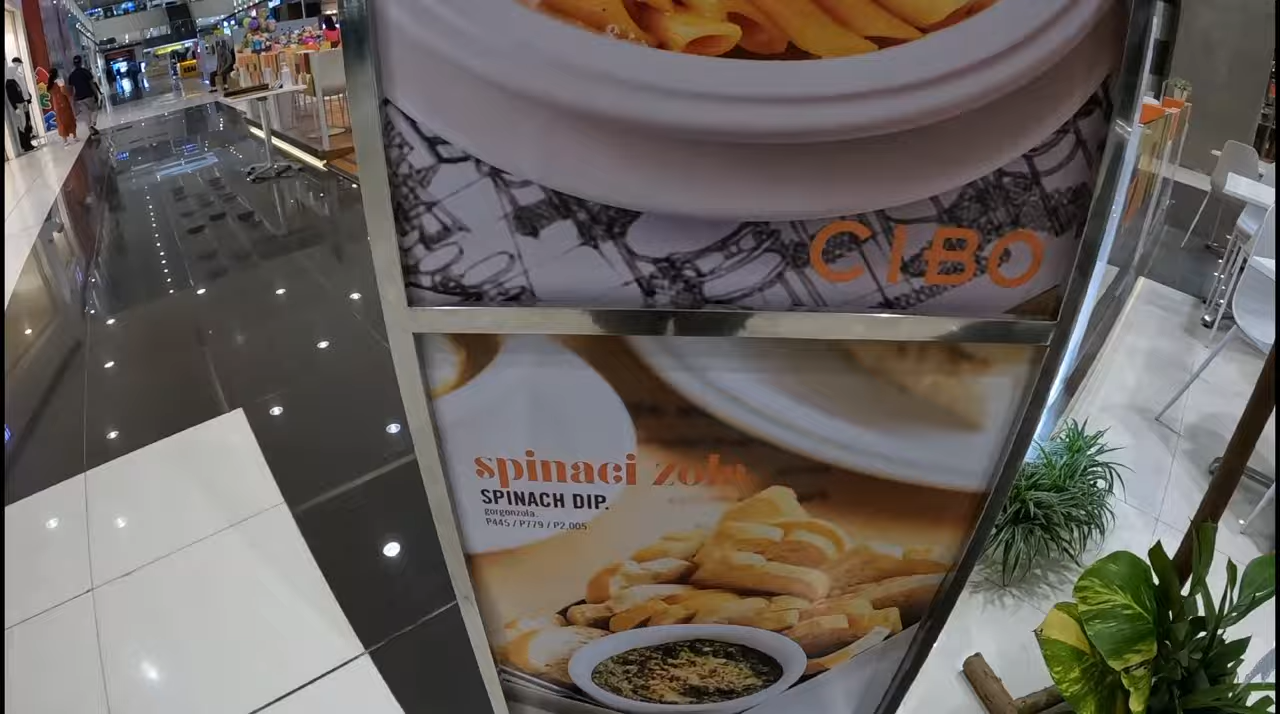 CIBO
spinaci zola
SPINACH DIP.
gorgonzola.
P445 / P779 / P2,005